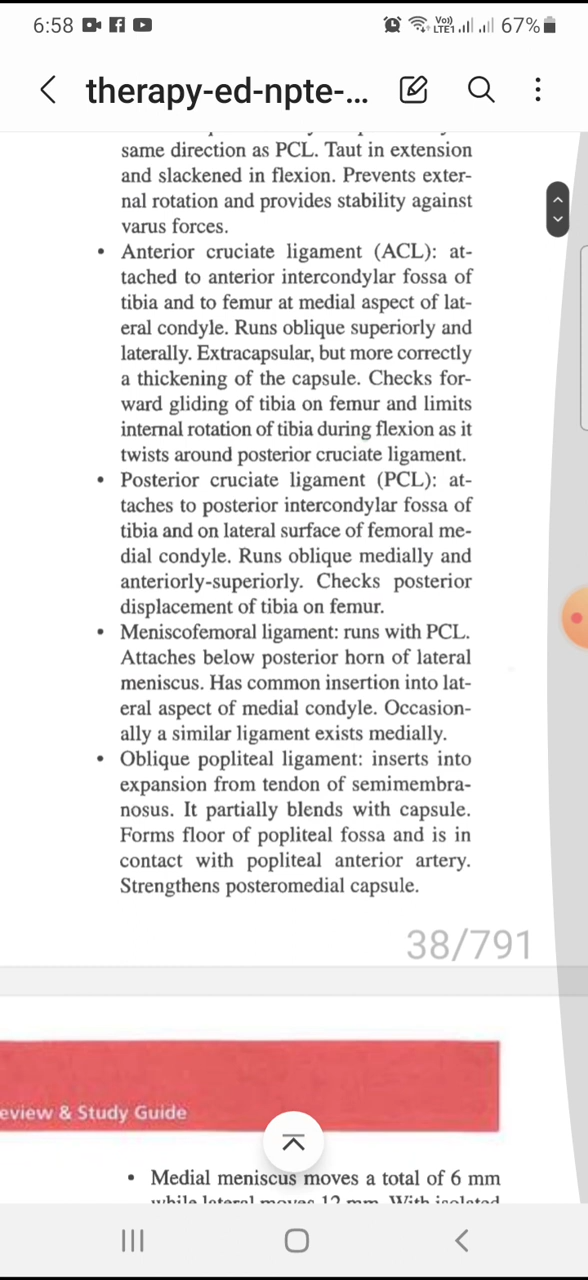 6:58
Vo))
LTE1
67%
therapy-ed-npte-...
same direction as PCL. Taut in extension
and slackened in flexion. Prevents exter-
nal rotation and provides stability against
varus forces.
• Anterior cruciate ligament (ACL): at-
tached to anterior intercondylar fossa of
tibia and to femur at medial aspect of lat-
eral condyle. Runs oblique superiorly and
laterally. Extracapsular, but more correctly
a thickening of the capsule. Checks for-
ward gliding of tibia on femur and limits
internal rotation of tibia during flexion as it
twists around posterior cruciate ligament.
• Posterior cruciate ligament (PCL): at-
taches to posterior intercondylar fossa of
tibia and on lateral surface of femoral me-
dial condyle. Runs oblique medially and
anteriorly-superiorly. Checks posterior
displacement of tibia on femur.
• Meniscofemoral ligament: runs with PCL.
Attaches below posterior horn of lateral
meniscus. Has common insertion into lat-
eral aspect of medial condyle. Occasion-
ally a similar ligament exists medially.
• Oblique popliteal ligament: inserts into
expansion from tendon of semimembra-
nosus. It partially blends with capsule.
Forms floor of popliteal fossa and is in
contact with popliteal anterior artery.
Strengthens posteromedial capsule.
38/791
eview & Study Guide
• Medial meniscus moves a total of 6 mm
while lateral moves 12 mm. With isolated